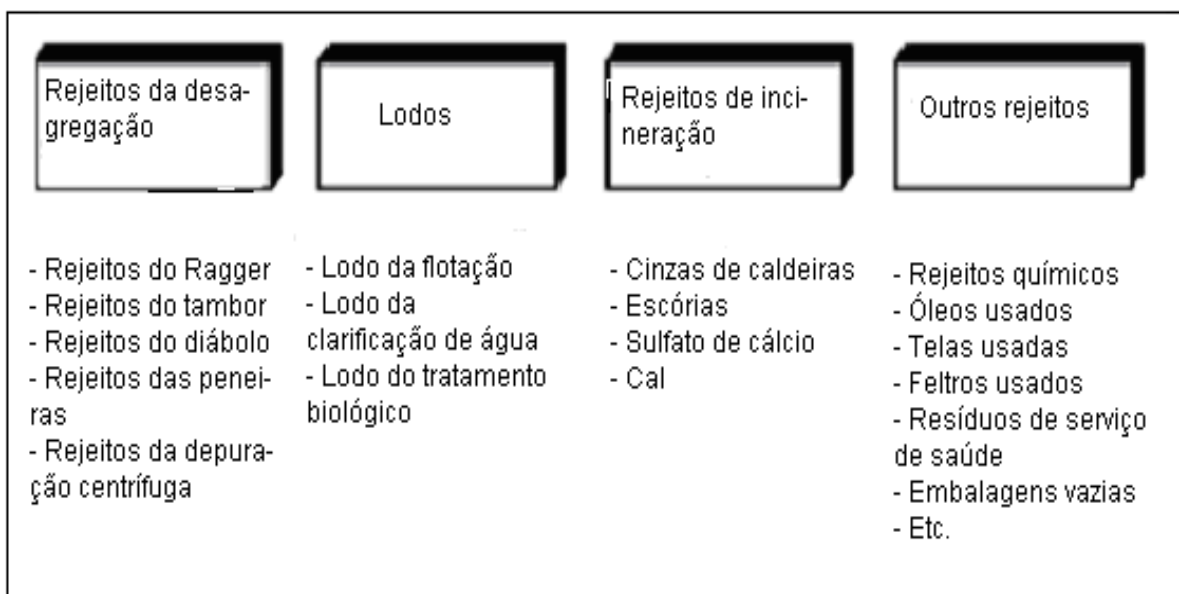 Rejeitos da desa-
gregação
- Rejeitos do Ragger
- Rejeitos do tambor
- Rejeitos do diábolo
- Rejeitos das penei-
ras
- Rejeitos da depura-
ção centrífuga
Lodos
- Lodo da flotação
- Lodo da
clarificação de água
- Lodo do tratamento
biológico
Rejeitos de inci-
neração
- Cinzas de caldeiras
- Escórias
- Sulfato de cálcio
- Cal
Outros rejeitos
- Rejeitos químicos
- Óleos usados
- Telas usadas
- Feltros usados
- Resíduos de serviço
de saúde
- Embalagens vazias
- Etc.